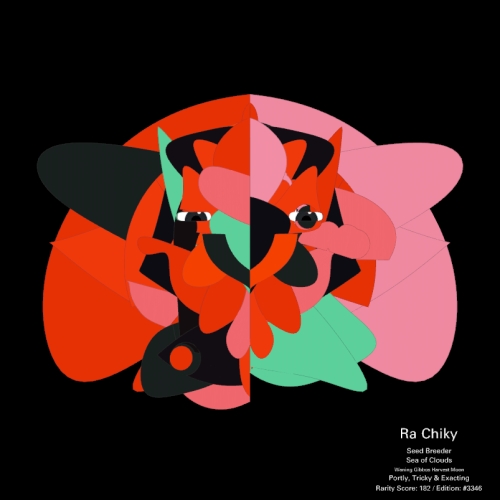 Ra Chiky
Seed Breeder
Sea of Clouds
Waning Gibbous Harvest Moon
Portly, Tricky & Exacting
Rarity Score: 182 / Edition: #3346